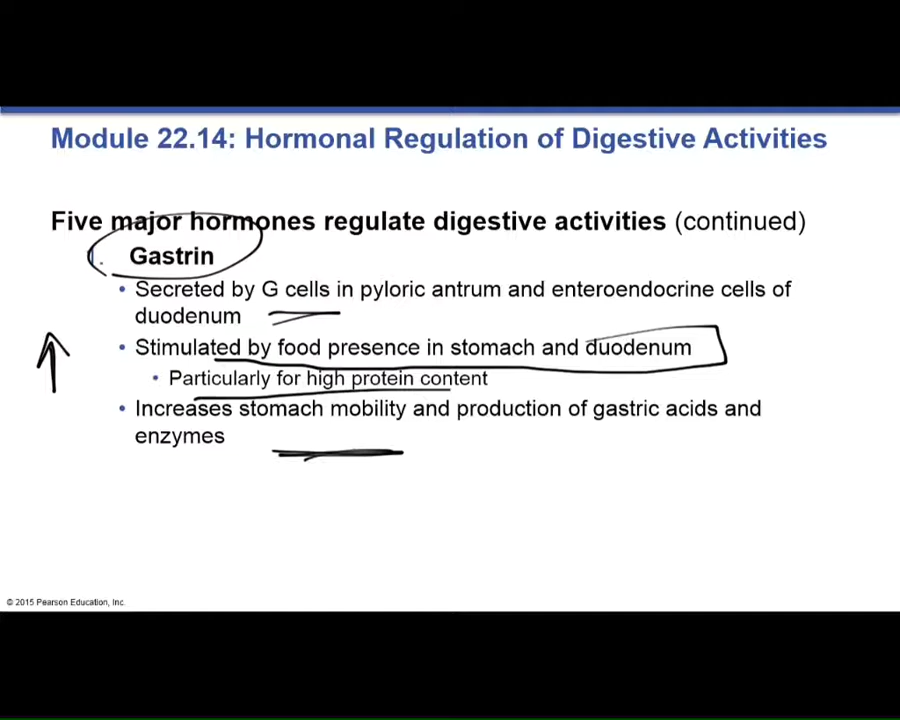 Module 22.14: Hormonal Regulation of Digestive Activities
Five major hormones regulate digestive activities (continued)
1. Gastrin
• Secreted by G cells in pyloric antrum and enteroendocrine cells of
duodenum
• Stimulated by food presence in stomach and duodenum
• Particularly for high protein content
• Increases stomach mobility and production of gastric acids and
enzymes
© 2015 Pearson Education, Inc.